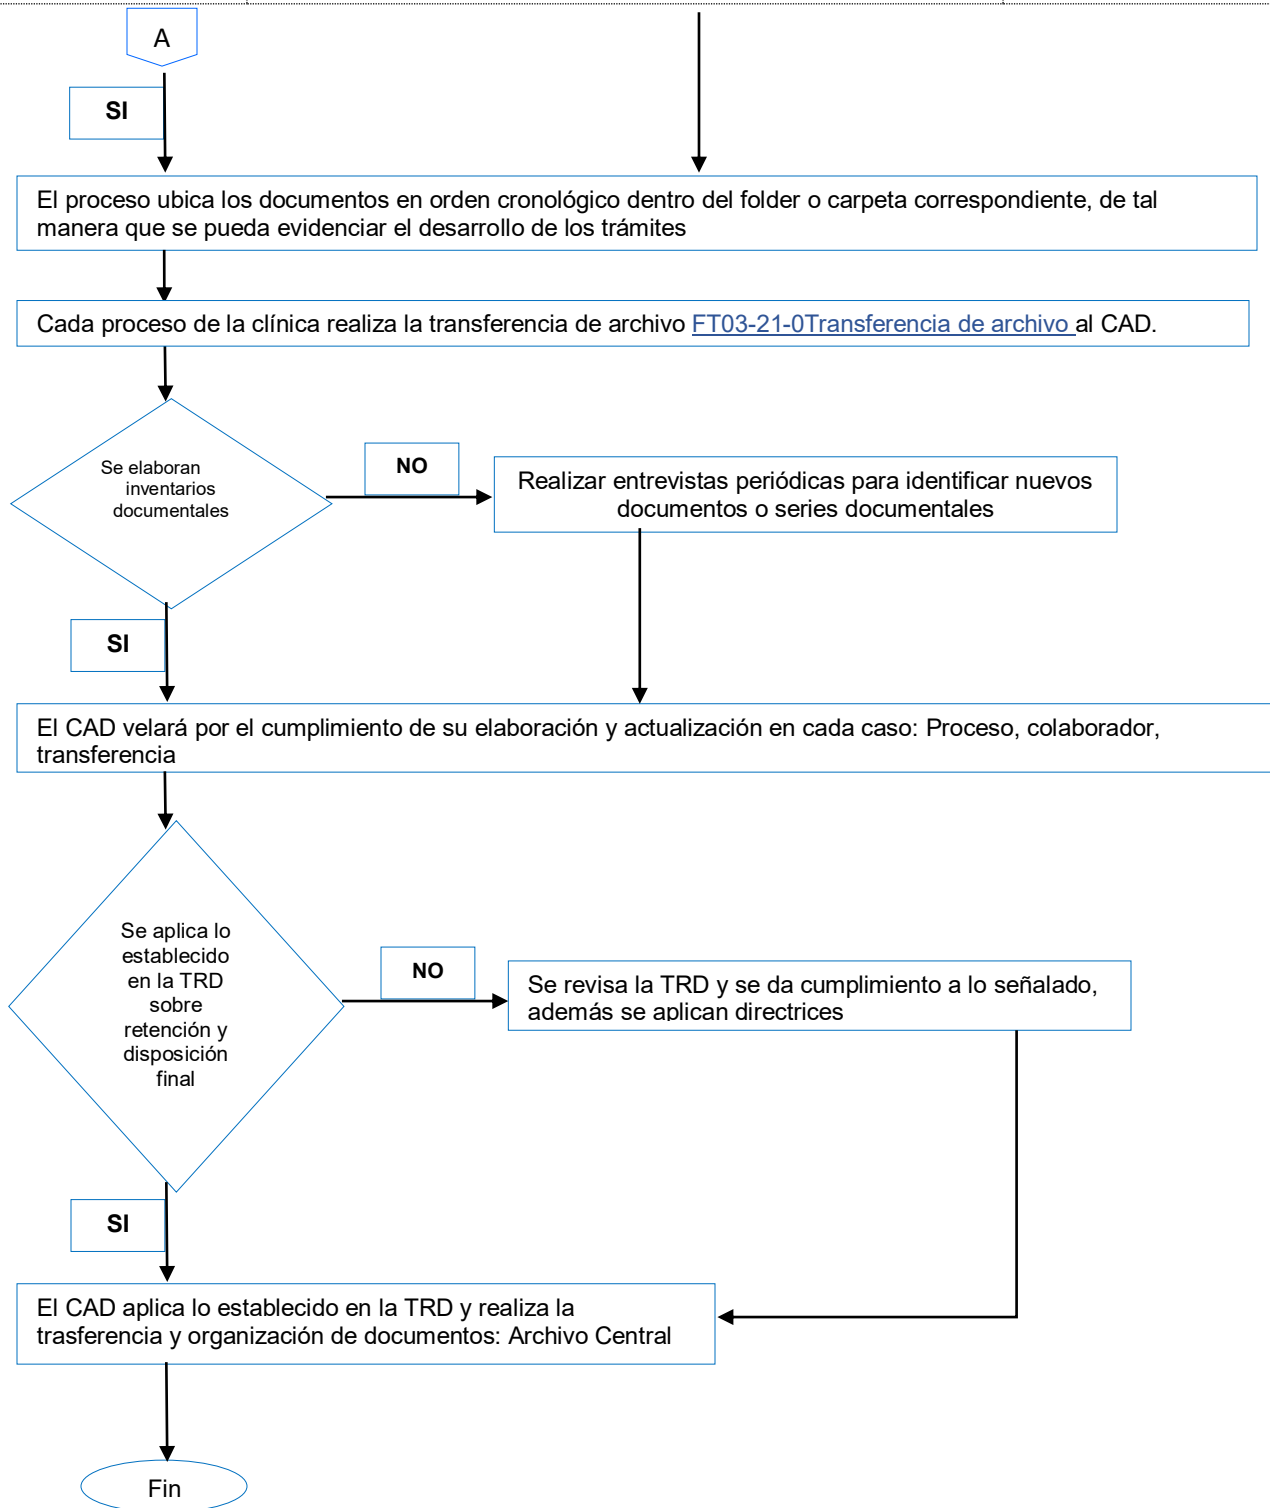 A
SI
El proceso ubica los documentos en orden cronológico dentro del folder o carpeta correspondiente, de tal
manera que se pueda evidenciar el desarrollo de los trámites
Cada proceso de la clínica realiza la transferencia de archivo FT03-21-0Transferencia de archivo al CAD.
Se elaboran
inventarios
documentales
NO
Realizar entrevistas periódicas para identificar nuevos
documentos o series documentales
SI
El CAD velará por el cumplimiento de su elaboración y actualización en cada caso: Proceso, colaborador,
transferencia
Se aplica lo
establecido
en la TRD
sobre
retención y
disposición
final
NO
Se revisa la TRD y se da cumplimiento a lo señalado,
además se aplican directrices
SI
El CAD aplica lo establecido en la TRD y realiza la
trasferencia y organización de documentos: Archivo Central
Fin